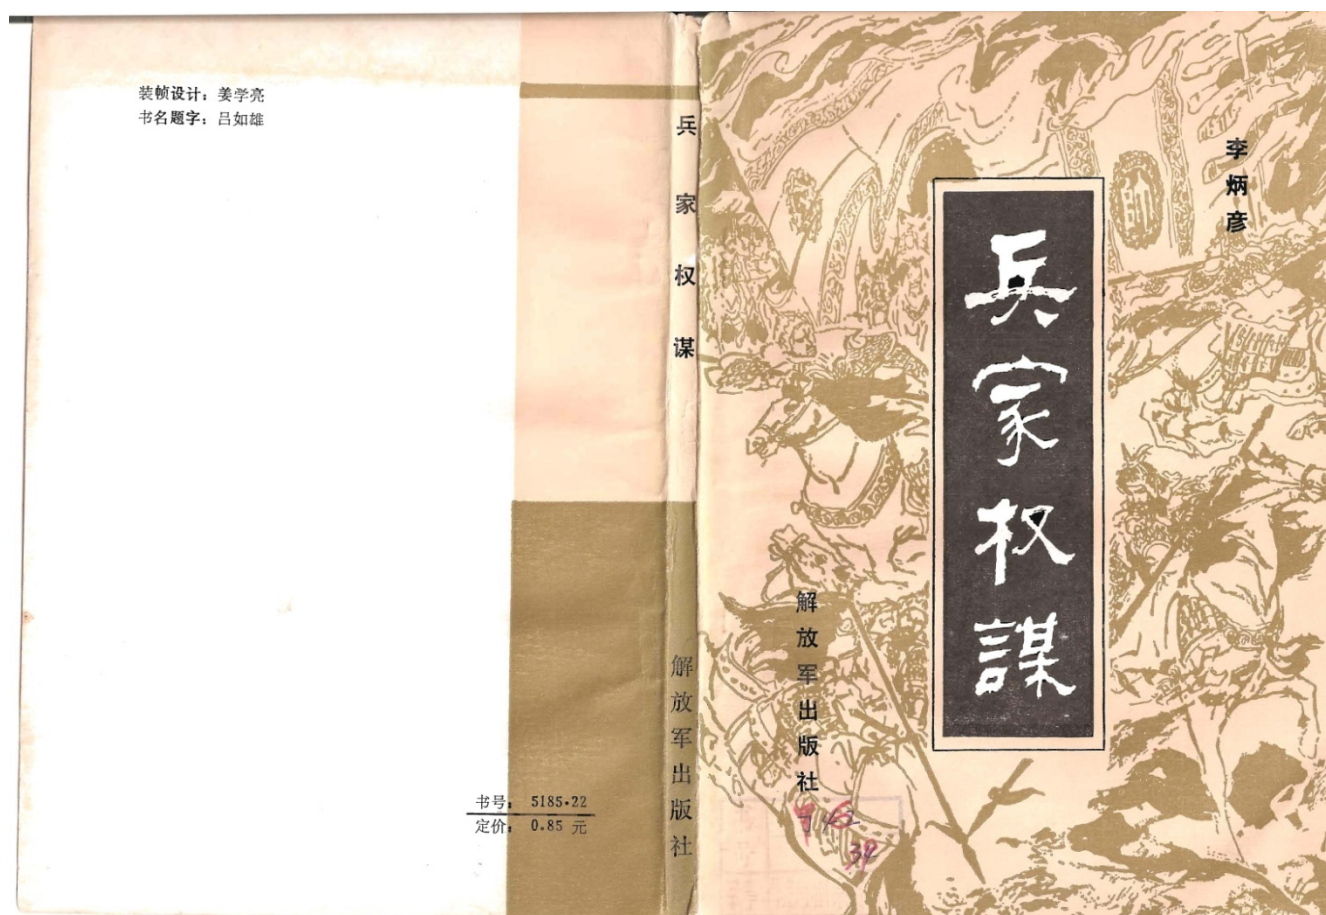 装帧设计：姜学亮
书名题字：吕如雄
书号：5185·22
定价：0.85 元
兵家权谋
解放军出版社
李炳彦
帥
兵家权謀
解放军出版社
39